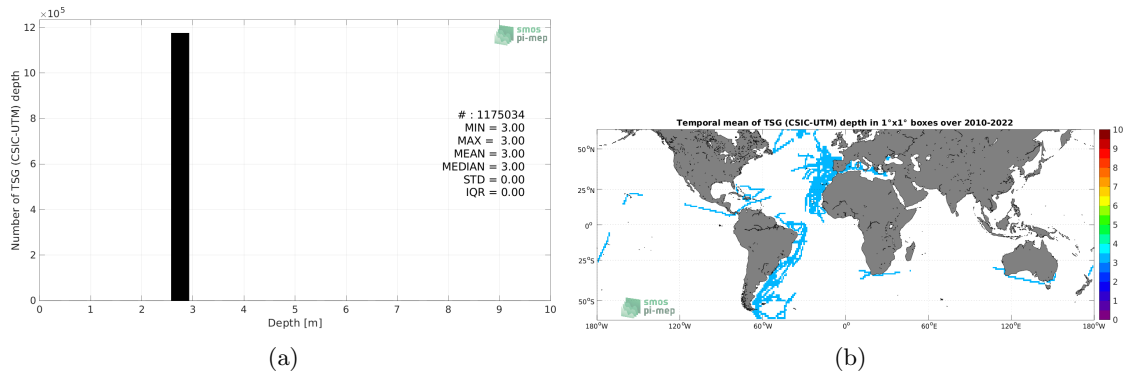 ×10⁵
12
10
8
6
4
2
0
Number of TSG (CSIC-UTM) depth
0 1 2 3 4 5 6 7 8 9 10
Depth [m]
smos
pi-mep
# : 1175034
MIN = 3.00
MAX = 3.00
MEAN = 3.00
MEDIAN = 3.00
STD = 0.00
IQR = 0.00
(a)
Temporal mean of TSG (CSIC-UTM) depth in 1°x1° boxes over 2010-2022
50°N
25°N
0°
25°S
50°S
180°W 120°W 60°W 0° 60°E 120°E 180°E
smos
pi-mep
10
9
8
7
6
5
4
3
2
1
0
(b)